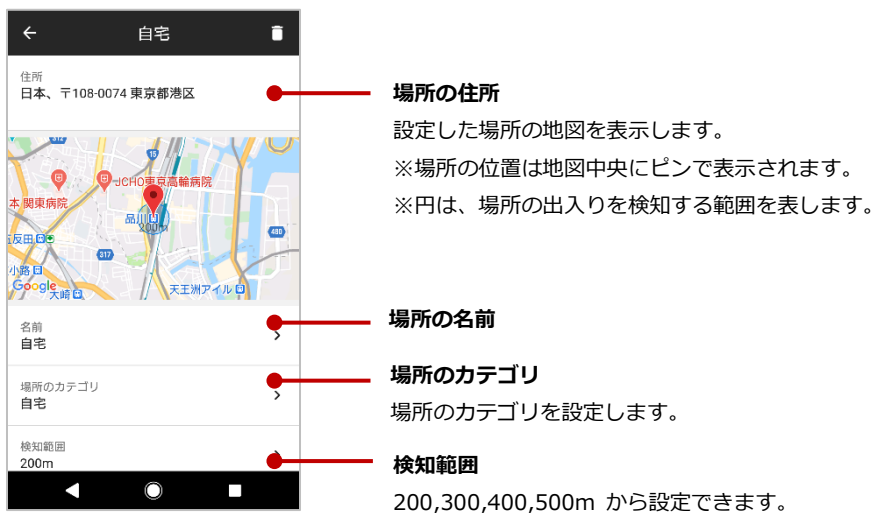 自宅
住所
日本、〒108-0074 東京都港区
場所の住所
設定した場所の地図を表示します。
※場所の位置は地図中央にピンで表示されます。
※円は、場所の出入りを検知する範囲を表します。
312
15
JCHO東京高輪病院
本 関東病院
品川
200m
五反田
480
317
小路
Google
大崎
天王洲アイル
名前
自宅
場所の名前
場所のカテゴリ
自宅
場所のカテゴリ
場所のカテゴリを設定します。
検知範囲
200m
検知範囲
200,300,400,500m から設定できます。